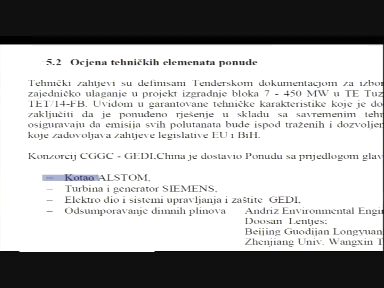 5.2 Ocjena tehničkih elemenata ponude
Tehnički zahtjevi su definisani Tenderskom dokumentacjom za izbor
zajedničko ulaganje u projekt izgradnje bloka 7 - 450 MW u TE Tuz
TET/14-FB. Uvidom u garantovane tehničke karakteristike koje je do
zaključiti da je ponuđeno rješenje u skladu sa savremenim tehn
osiguravaju da emisija svih polutanata bude ispod traženih i dozvoljen
koje zadovoljava zahtjeve legislative EU i BiH.
Konzorcij CGGC - GEDI,China je dostavio Ponudu sa prijedlogom glav
– Kotao ALSTOM,
– Turbina i generator SIEMENS,
– Elektro dio i sistemi upravljanja i zaštite GEDI,
– Odsumporavanje dimnih plinova Andriz Environmental Engin
Doosan Lentjes;
Beijing Guodijan Longyuan
Zhenjiang Univ. Wangxin T